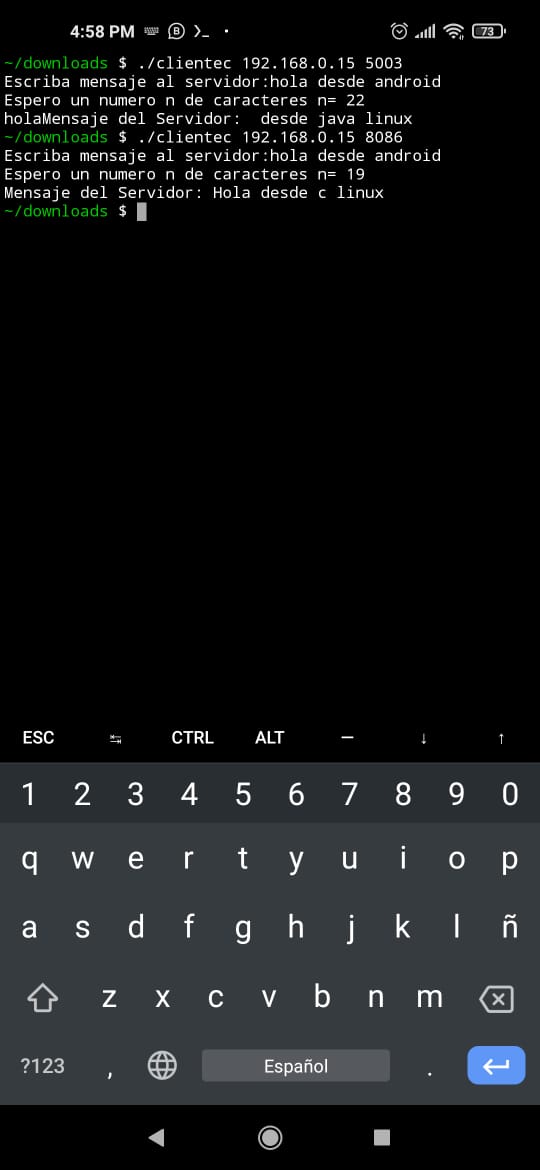 4:58 PM
73
~/downloads $ ./clientec 192.168.0.15 5003
Escriba mensaje al servidor:hola desde android
Espero un numero n de caracteres n= 22
holaMensaje del Servidor:  desde java linux
~/downloads $ ./clientec 192.168.0.15 8086
Escriba mensaje al servidor:hola desde android
Espero un numero n de caracteres n= 19
Mensaje del Servidor: Hola desde c linux
~/downloads $
ESC ↹ CTRL ALT — ↓ ↑
1 2 3 4 5 6 7 8 9 0
q w e r t y u i o p
a s d f g h j k l ñ
z x c v b n m
?123 , Español .